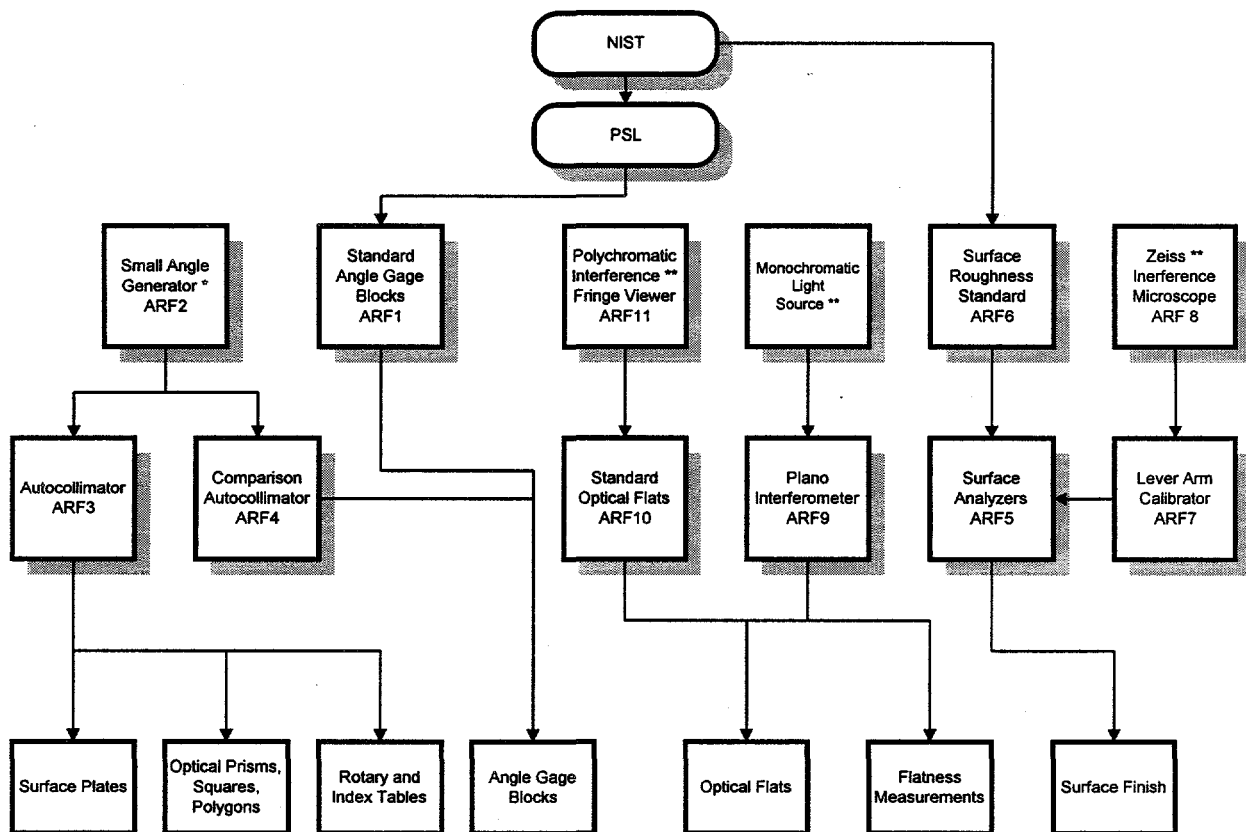 NIST
PSL
Small Angle
Generator *
ARF2
Standard
Angle Gage
Blocks
ARF1
Polychromatic
Interference **
Fringe Viewer
ARF11
Monochromatic
Light
Source **
Surface
Roughness
Standard
ARF6
Zeiss **
Inerference
Microscope
ARF 8
Autocollimator
ARF3
Comparison
Autocollimator
ARF4
Standard
Optical Flats
ARF10
Plano
Interferometer
ARF9
Surface
Analyzers
ARF5
Lever Arm
Calibrator
ARF7
Surface Plates
Optical Prisms,
Squares,
Polygons
Rotary and
Index Tables
Angle Gage
Blocks
Optical Flats
Flatness
Measurements
Surface Finish